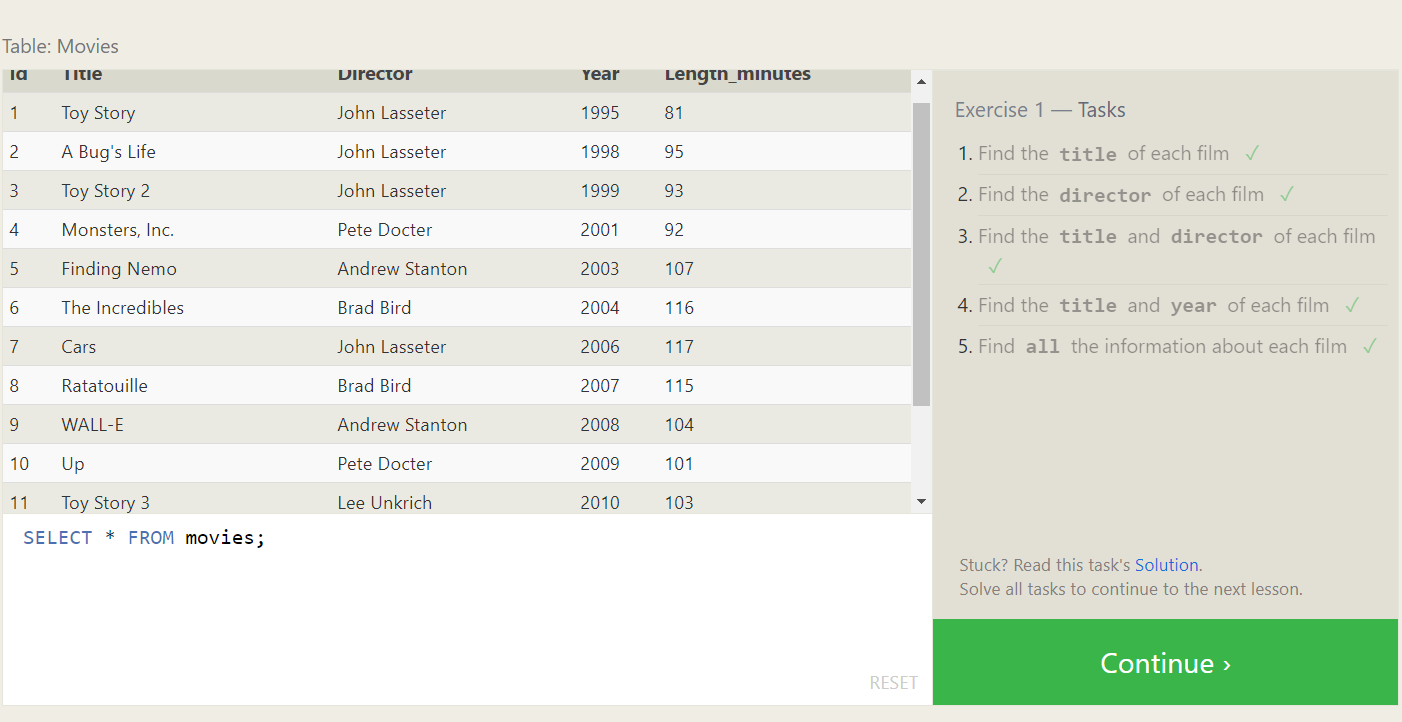 Table: Movies
Id Title Director Year Length_minutes
1 Toy Story John Lasseter 1995 81
2 A Bug's Life John Lasseter 1998 95
3 Toy Story 2 John Lasseter 1999 93
4 Monsters, Inc. Pete Docter 2001 92
5 Finding Nemo Andrew Stanton 2003 107
6 The Incredibles Brad Bird 2004 116
7 Cars John Lasseter 2006 117
8 Ratatouille Brad Bird 2007 115
9 WALL-E Andrew Stanton 2008 104
10 Up Pete Docter 2009 101
11 Toy Story 3 Lee Unkrich 2010 103
SELECT * FROM movies;
RESET
Exercise 1 — Tasks
1. Find the title of each film ✓
2. Find the director of each film ✓
3. Find the title and director of each film
✓
4. Find the title and year of each film ✓
5. Find all the information about each film ✓
Stuck? Read this task's Solution.
Solve all tasks to continue to the next lesson.
Continue ›